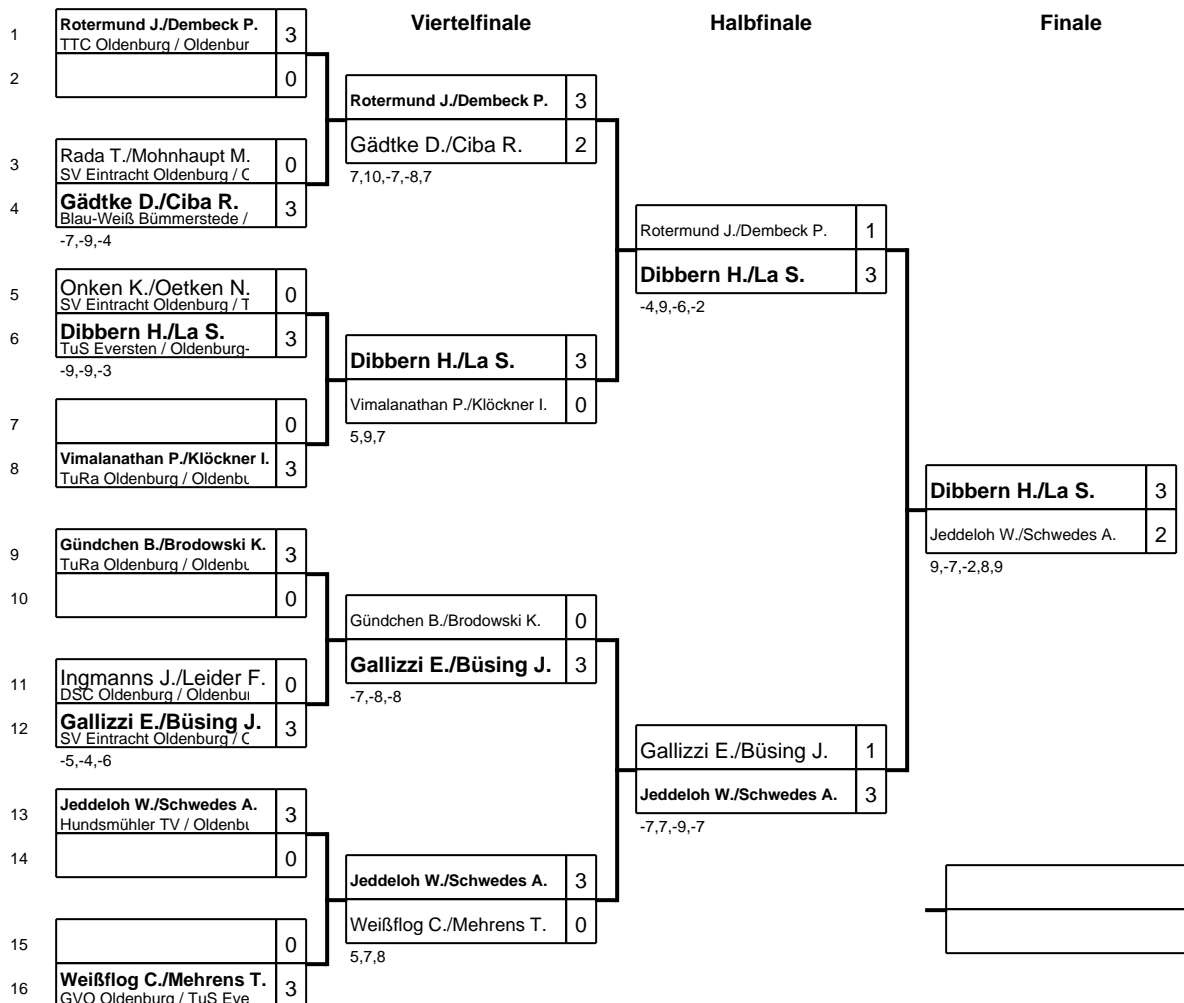 Viertelfinale
Halbfinale
Finale
1
Rotermund J./Dembeck P.
3
TTC Oldenburg / Oldenbur
2
0
3
Rada T./Mohnhaupt M.
0
SV Eintracht Oldenburg /
4
Gädtke D./Ciba R.
3
Blau-Weiß Bümmerstede /
-7,-9,-4
5
Onken K./Oetken N.
0
SV Eintracht Oldenburg / T
6
Dibbern H./La S.
3
TuS Eversten / Oldenburg-
-9,-9,-3
7
0
8
Vimalanathan P./Klöckner I.
3
TuRa Oldenburg / Oldenbu
9
Gündchen B./Brodowski K.
3
TuRa Oldenburg / Oldenbu
10
0
11
Ingmanns J./Leider F.
0
DSC Oldenburg / Oldenbu
12
Gallizzi E./Büsing J.
3
SV Eintracht Oldenburg /
-5,-4,-6
13
Jeddeloh W./Schwedes A.
3
Hundsmühler TV / Oldenbu
14
0
15
0
16
Weißflog C./Mehrens T.
3
GVO Oldenburg / TuS Eve
Rotermund J./Dembeck P.
3
Gädtke D./Ciba R.
2
7,10,-7,-8,7
Dibbern H./La S.
3
Vimalanathan P./Klöckner I.
0
5,9,7
Gündchen B./Brodowski K.
0
Gallizzi E./Büsing J.
3
-7,-8,-8
Jeddeloh W./Schwedes A.
3
Weißflog C./Mehrens T.
0
5,7,8
Rotermund J./Dembeck P.
1
Dibbern H./La S.
3
-4,9,-6,-2
Gallizzi E./Büsing J.
1
Jeddeloh W./Schwedes A.
3
-7,7,-9,-7
Dibbern H./La S.
3
Jeddeloh W./Schwedes A.
2
9,-7,-2,8,9